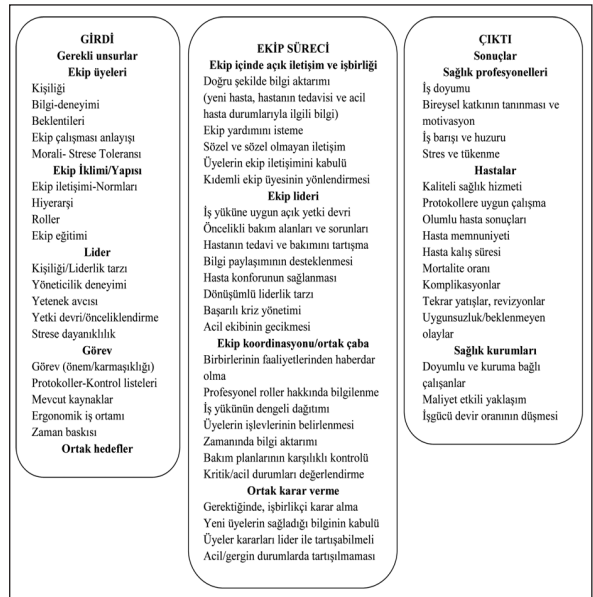 GİRDİ
Gerekli unsurlar
Ekip üyeleri
Kişiliği
Bilgi-deneyimi
Beklentileri
Ekip çalışması anlayışı
Morali- Strese Toleransı
Ekip İklimi/Yapısı
Ekip iletişimi-Normları
Hiyerarşi
Roller
Ekip eğitimi
Lider
Kişiliği/Liderlik tarzı
Yöneticilik deneyimi
Yetenek avcısı
Yetki devri/önceliklendirme
Strese dayanıklılık
Görev
Görev (önem/karmaşıklığı)
Protokoller-Kontrol listeleri
Mevcut kaynaklar
Ergonomik iş ortamı
Zaman baskısı
Ortak hedefler
EKİP SÜRECİ
Ekip içinde açık iletişim ve işbirliği
Doğru şekilde bilgi aktarımı
(yeni hasta, hastanın tedavisi ve acil
hasta durumlarıyla ilgili bilgi)
Ekip yardımını isteme
Sözel ve sözel olmayan iletişim
Üyelerin ekip iletişimini kabulü
Kıdemli ekip üyesinin yönlendirmesi
Ekip lideri
İş yüküne uygun açık yetki devri
Öncelikli bakım alanları ve sorunları
Hastanın tedavi ve bakımını tartışma
Bilgi paylaşımının desteklenmesi
Hasta konforunun sağlanması
Dönüşümlü liderlik tarzı
Başarılı kriz yönetimi
Acil ekibinin gecikmesi
Ekip koordinasyonu/ortak çaba
Birbirlerinin faaliyetlerinden haberdar
olma
Profesyonel roller hakkında bilgilenme
İş yükünün dengeli dağıtımı
Üyelerin işlevlerinin belirlenmesi
Zamanında bilgi aktarımı
Bakım planlarının karşılıklı kontrolü
Kritik/acil durumları değerlendirme
Ortak karar verme
Gerektiğinde, işbirlikçi karar alma
Yeni üyelerin sağladığı bilginin kabulü
Üyeler kararları lider ile tartışabilmeli
Acil/gergin durumlarda tartışılmaması
ÇIKTI
Sonuçlar
Sağlık profesyonelleri
İş doyumu
Bireysel katkının tanınması ve
motivasyon
İş barışı ve huzuru
Stres ve tükenme
Hastalar
Kaliteli sağlık hizmeti
Protokollere uygun çalışma
Olumlu hasta sonuçları
Hasta memnuniyeti
Hasta kalış süresi
Mortalite oranı
Komplikasyonlar
Tekrar yatışlar, revizyonlar
Uygunsuzluk/beklenmeyen
olaylar
Sağlık kurumları
Doyumlu ve kuruma bağlı
çalışanlar
Maliyet etkili yaklaşım
İşgücü devir oranının düşmesi